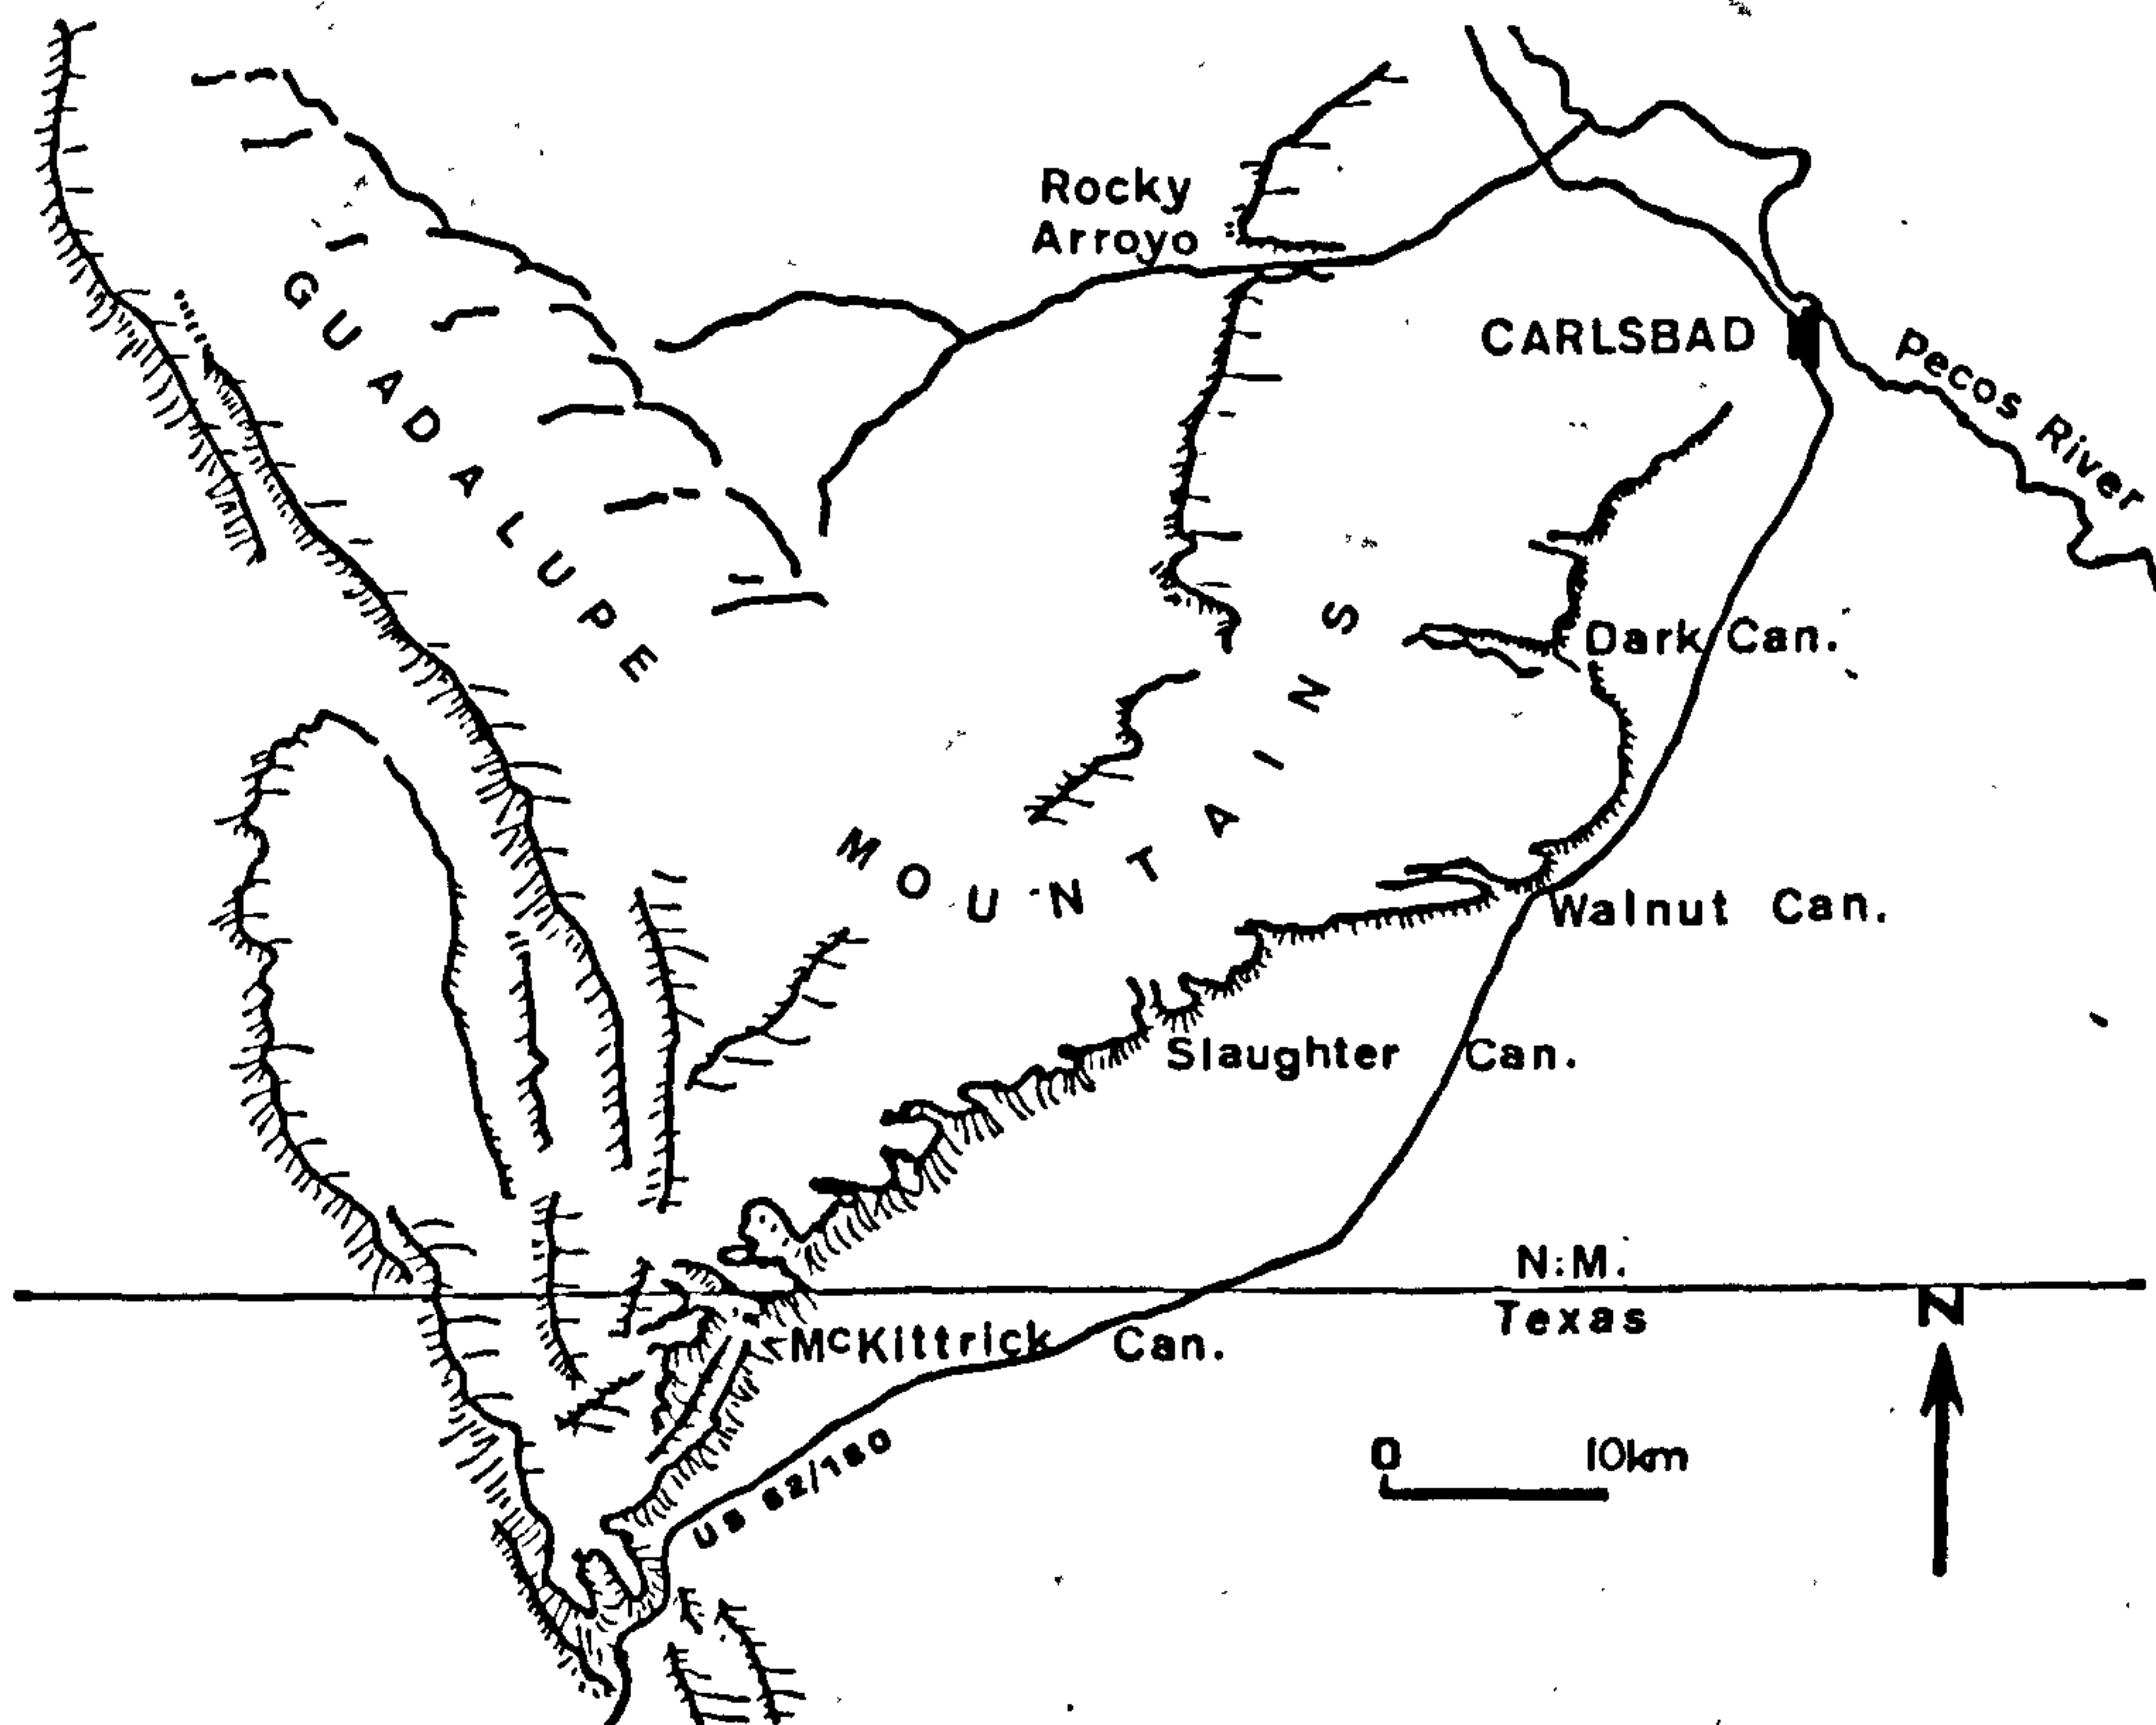 Rocky
Arroyo
CARLSBAD
Pecos River
GUADALUPE
MOUNTAINS
Dark Can.
Walnut Can.
Slaughter Can.
N.M.
Texas
McKittrick Can.
US 62/180
N
0 10km